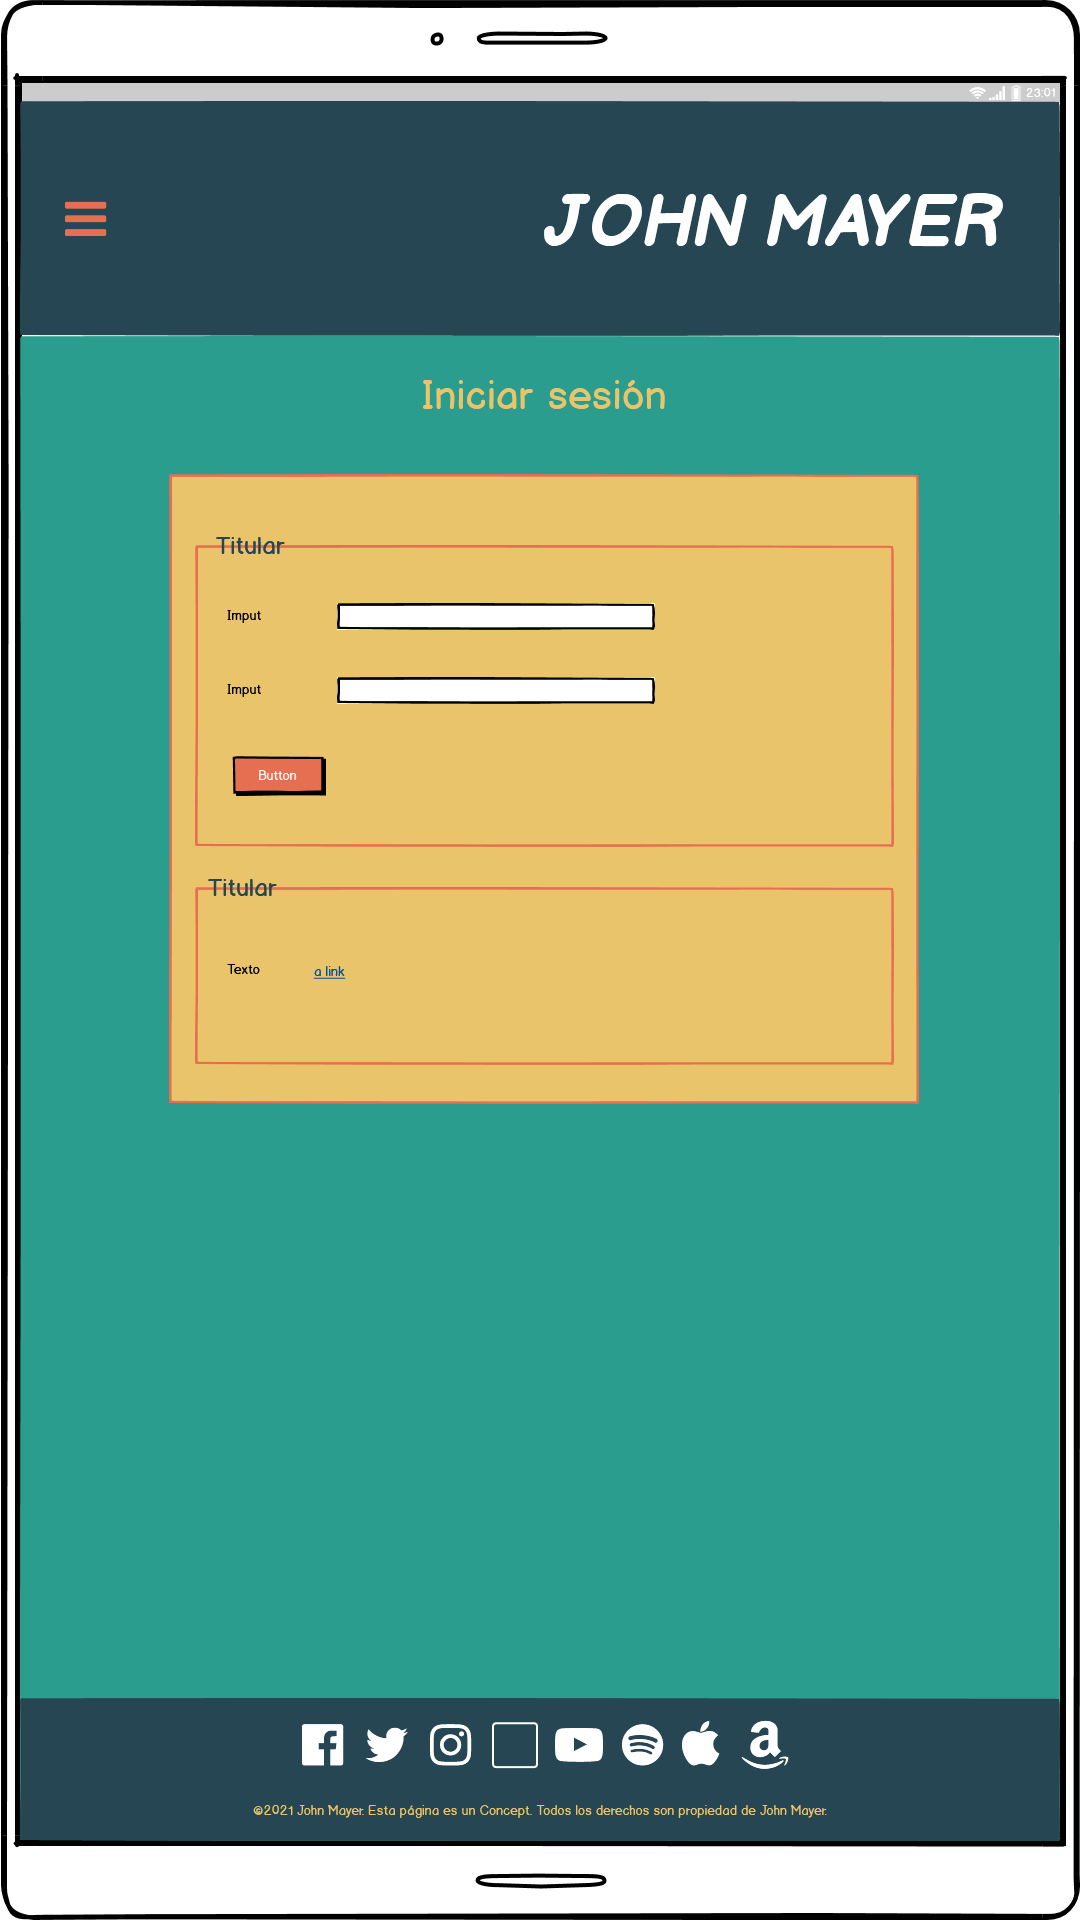 23:01
JOHN MAYER
Iniciar sesión
Titular
Imput
Imput
Button
Titular
Texto a link
©2021 John Mayer. Esta página es un Concept. Todos los derechos son propiedad de John Mayer.